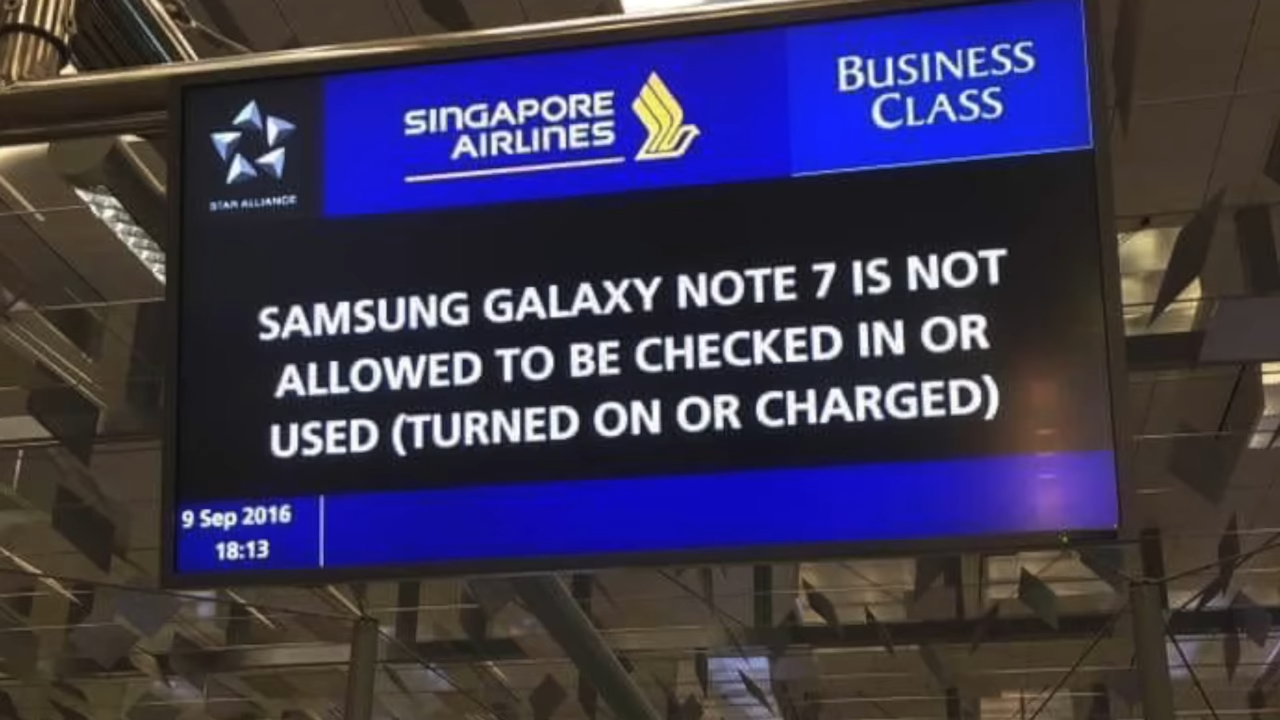 STAR ALLIANCE
SINGAPORE
AIRLINES
BUSINESS
CLASS
SAMSUNG GALAXY NOTE 7 IS NOT
ALLOWED TO BE CHECKED IN OR
USED (TURNED ON OR CHARGED)
9 Sep 2016
18:13